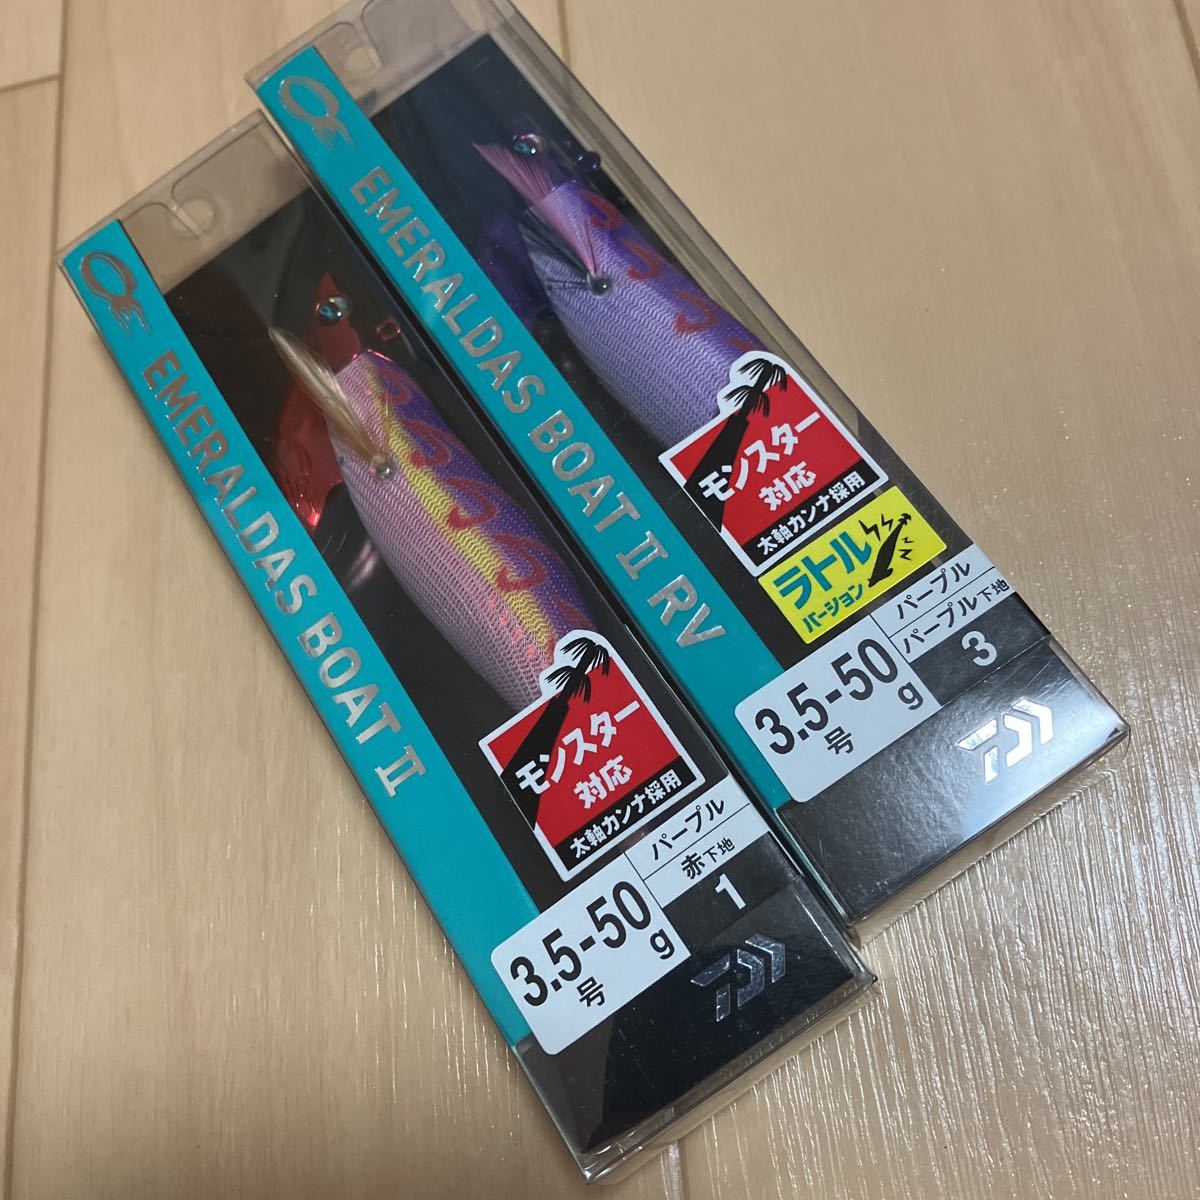 EMERALDAS BOAT II
モンスター
対応
太軸カンナ採用
3.5-50
号
g
パープル
赤下地
1
EMERALDAS BOAT II RV
モンスター
対応
太軸カンナ採用
ラトル
バージョン
3.5-50
号
g
パープル
パープル下地
3